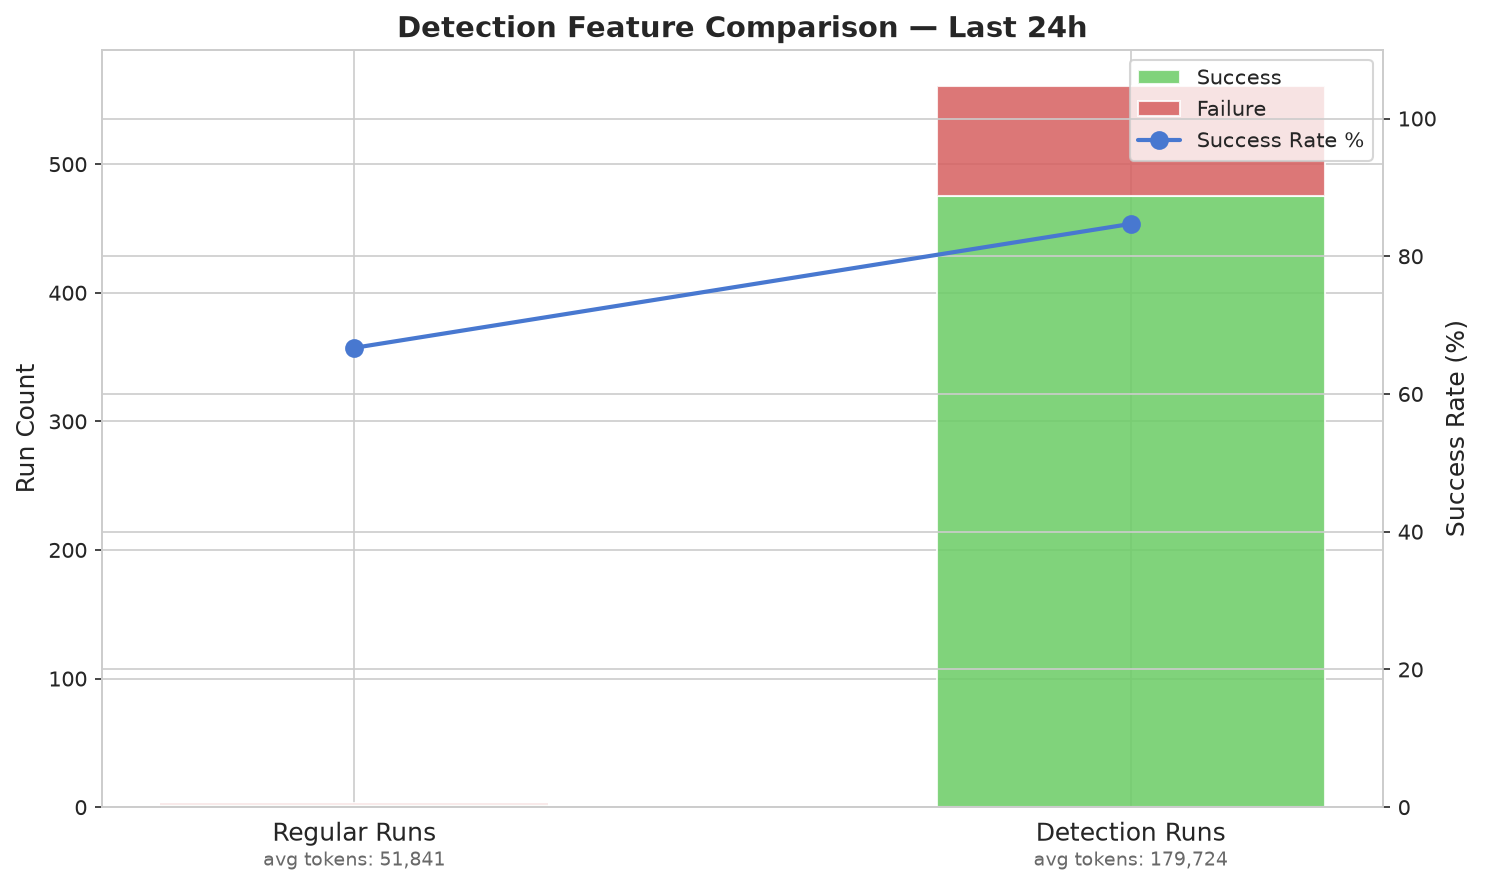 Detection Feature Comparison — Last 24h
Success
Failure
Success Rate %
Run Count
500
400
300
200
100
0
100
80
60
40
20
0
Success Rate (%)
Regular Runs
avg tokens: 51,841
Detection Runs
avg tokens: 179,724